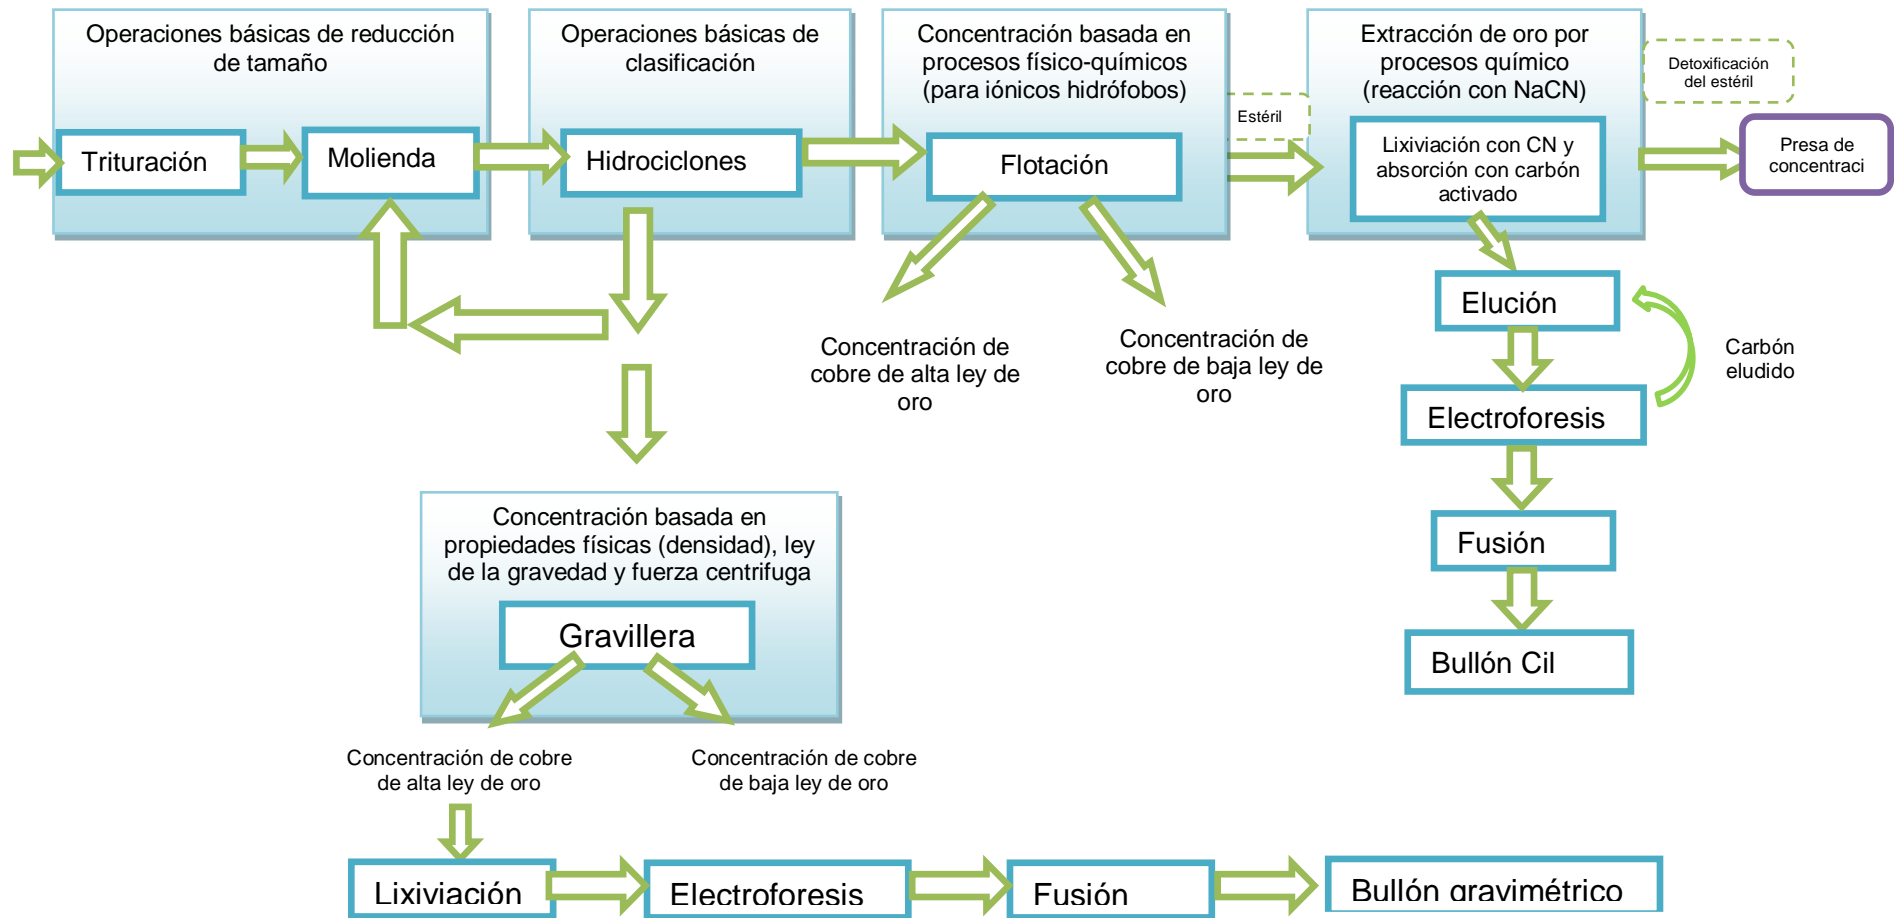 Operaciones básicas de reducción
de tamaño
Trituración
Molienda
Operaciones básicas de
clasificación
Hidrociclones
Concentración basada en
procesos físico-químicos
(para iónicos hidrófobos)
Flotación
Estéril
Extracción de oro por
procesos químico
(reacción con NaCN)
Lixiviación con CN y
absorción con carbón
activado
Detoxificación
del estéril
Presa de
concentraci
Concentración de
cobre de alta ley de
oro
Concentración de
cobre de baja ley de
oro
Elución
Carbón
eludido
Electroforesis
Fusión
Bullón Cil
Concentración basada en
propiedades físicas (densidad), ley
de la gravedad y fuerza centrifuga
Gravillera
Concentración de cobre
de alta ley de oro
Concentración de cobre
de baja ley de oro
Lixiviación
Electroforesis
Fusión
Bullón gravimétrico